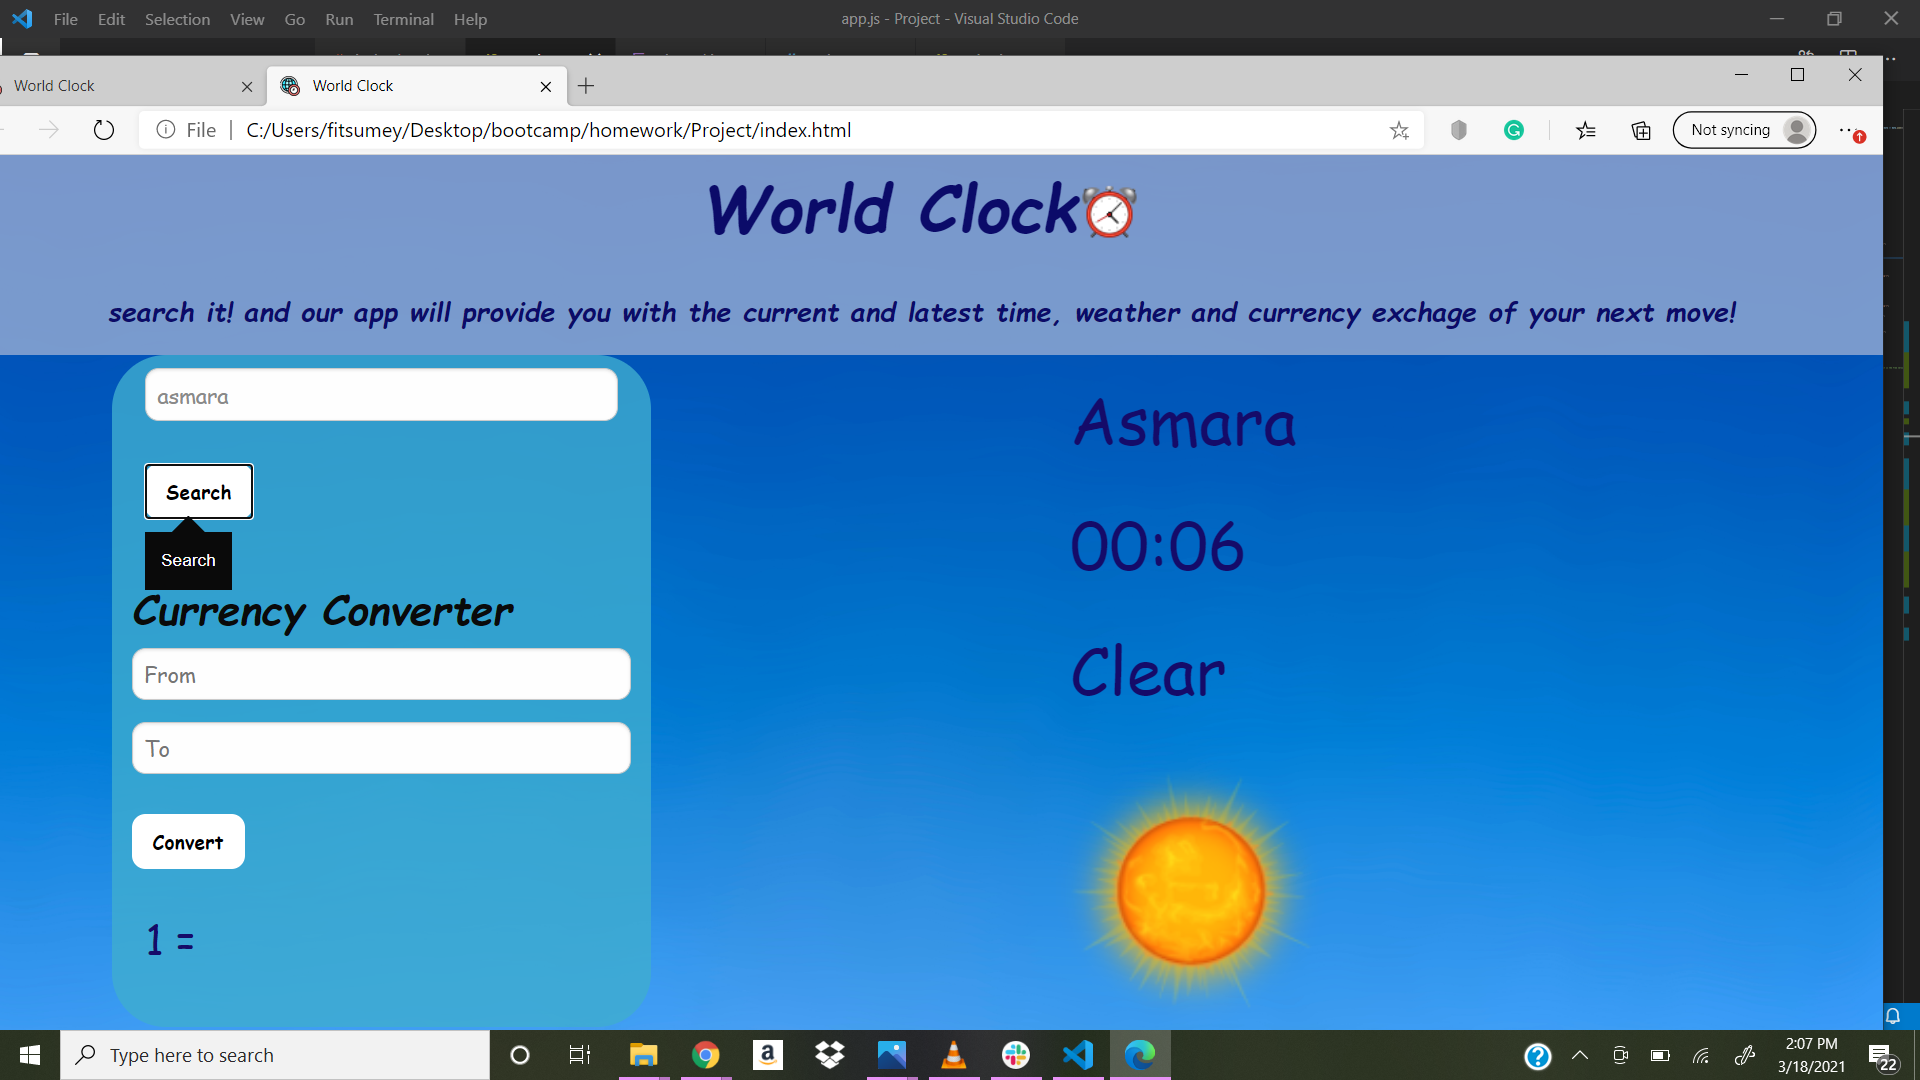 File Edit Selection View Go Run Terminal Help
app.js - Project - Visual Studio Code
World Clock
World Clock
File
C:/Users/fitsumey/Desktop/bootcamp/homework/Project/index.html
Not syncing
World Clock
search it! and our app will provide you with the current and latest time, weather and currency exchage of your next move!
asmara
Search
Search
Currency Converter
From
To
Convert
1 =
Asmara
00:06
Clear
Type here to search
2:07 PM
3/18/2021
22